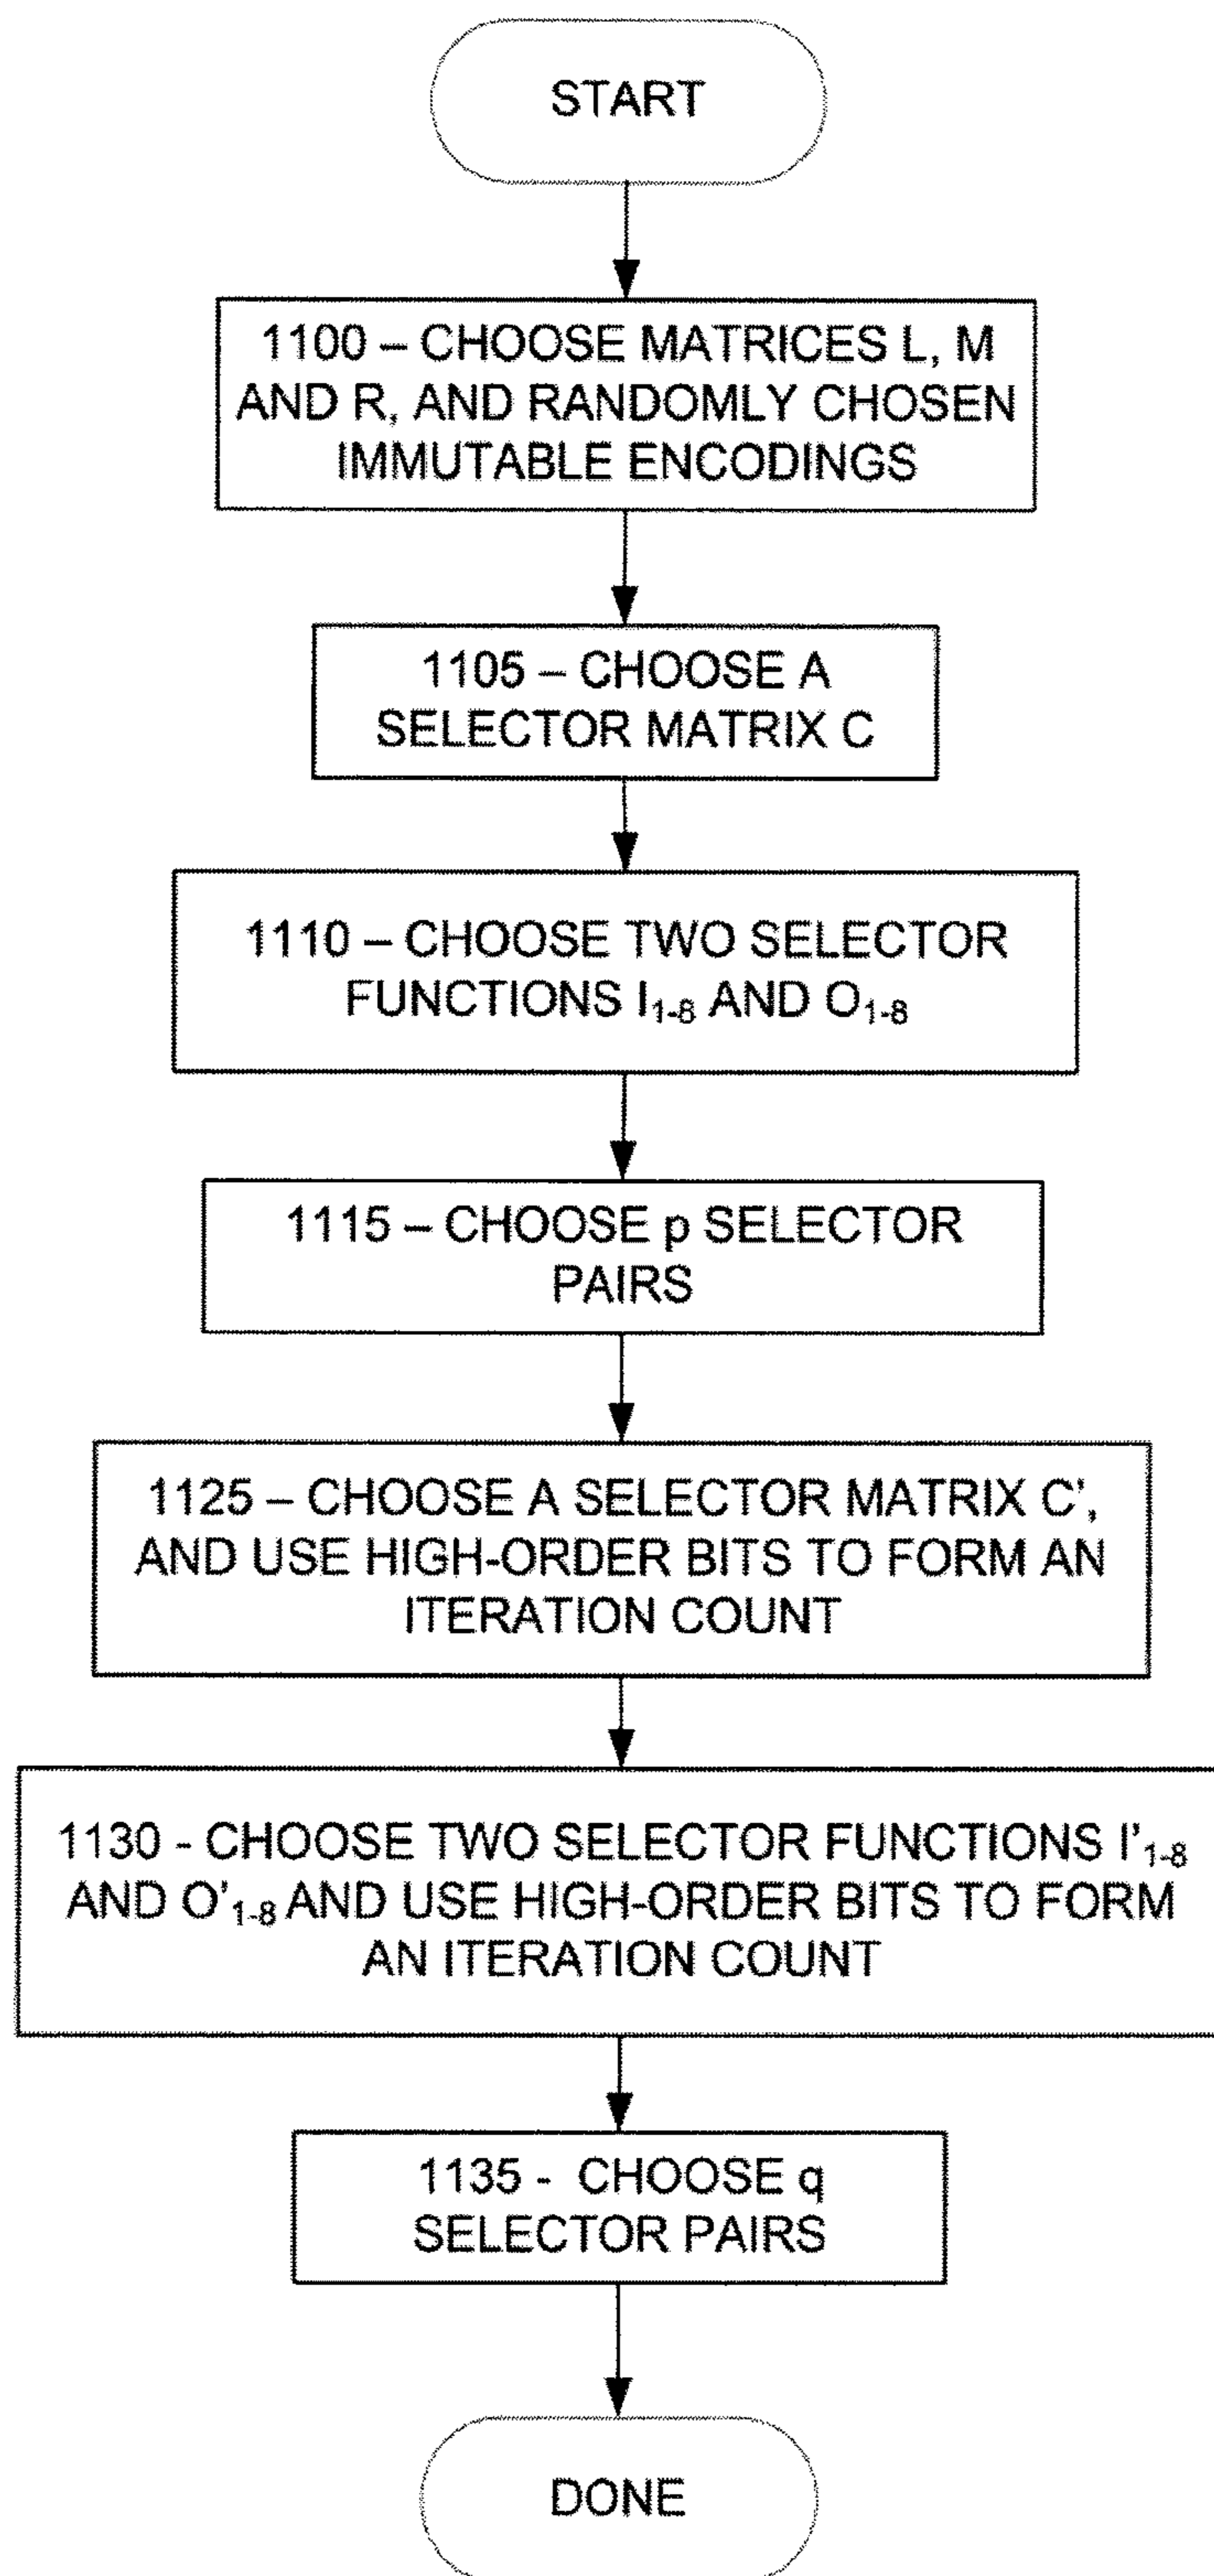 START
1100 – CHOOSE MATRICES L, M
AND R, AND RANDOMLY CHOSEN
IMMUTABLE ENCODINGS
1105 – CHOOSE A
SELECTOR MATRIX C
1110 – CHOOSE TWO SELECTOR
FUNCTIONS I₁₋₈ AND O₁₋₈
1115 – CHOOSE p SELECTOR
PAIRS
1125 – CHOOSE A SELECTOR MATRIX C’,
AND USE HIGH-ORDER BITS TO FORM AN
ITERATION COUNT
1130 - CHOOSE TWO SELECTOR FUNCTIONS I’₁₋₈
AND O’₁₋₈ AND USE HIGH-ORDER BITS TO FORM
AN ITERATION COUNT
1135 - CHOOSE q
SELECTOR PAIRS
DONE